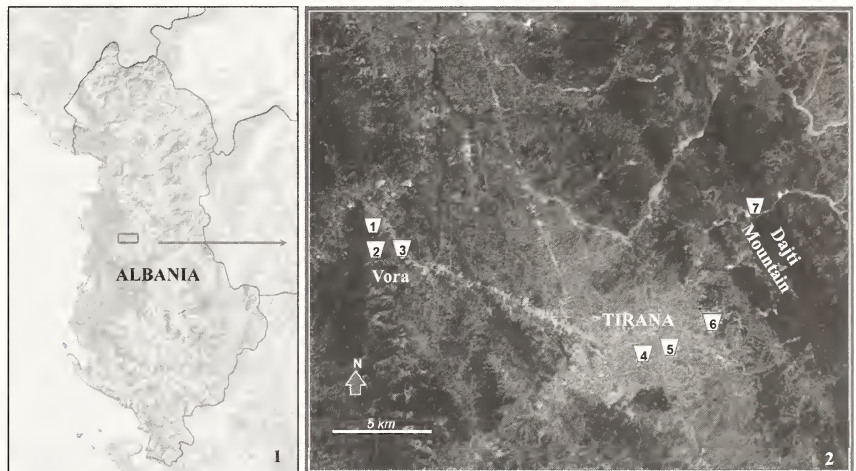 ALBANIA
1
1
2
3
Vora
7
Dajti
Mountain
TIRANA
6
4
5
N
5 km
2